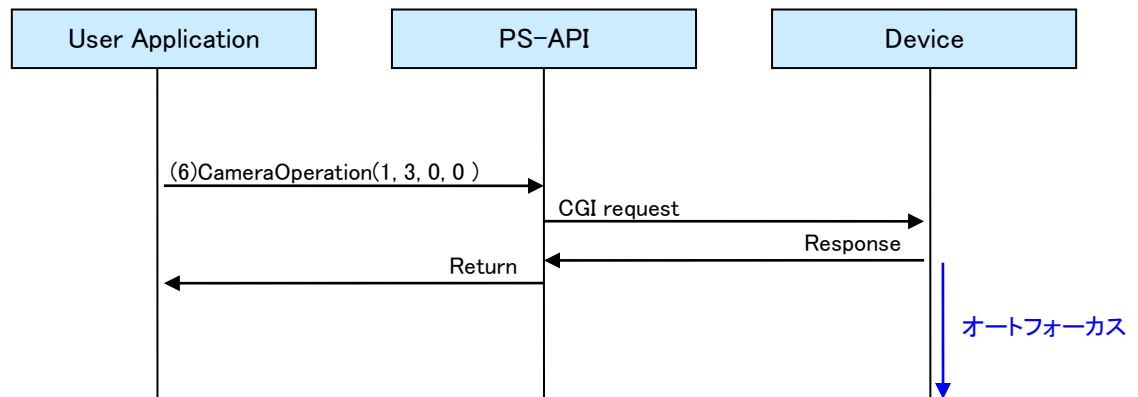 User Application
PS-API
Device
(6)CameraOperation(1, 3, 0, 0 )
CGI request
Response
Return
オートフォーカス